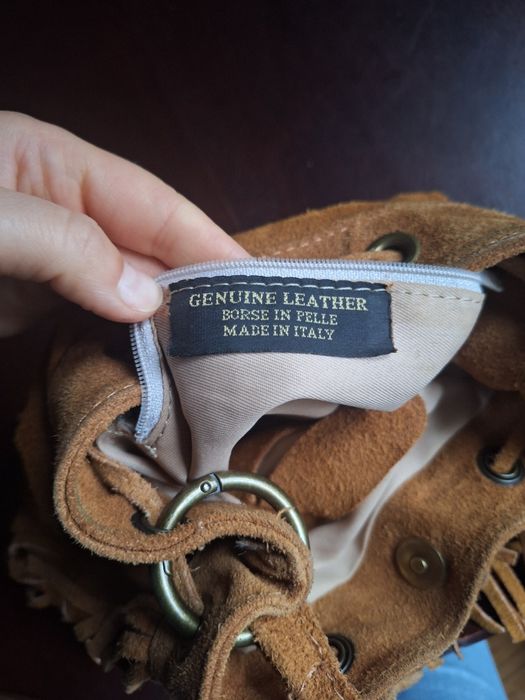 GENUINE LEATHER
BORSE IN PELLE
MADE IN ITALY